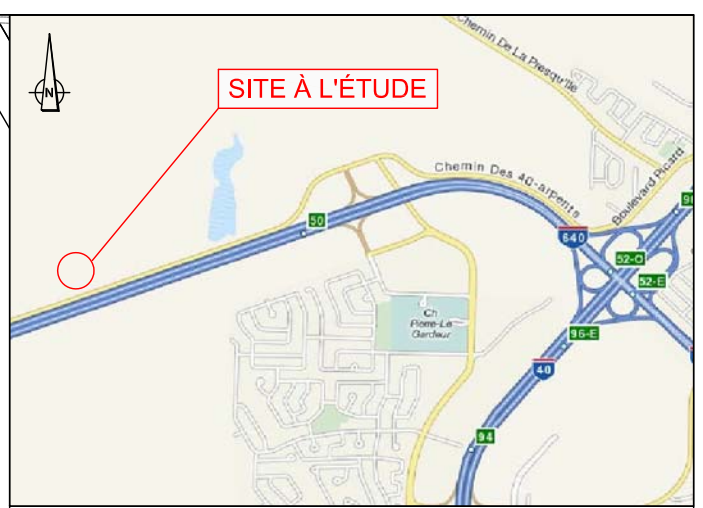 N
SITE À L'ÉTUDE
Chemin De La Presqu'Ile
Chemin Des 40-arpents
Boulevard Picard
50
640
52-O
52-E
96-E
40
94
Ch
Pierre-Le
Gardeur